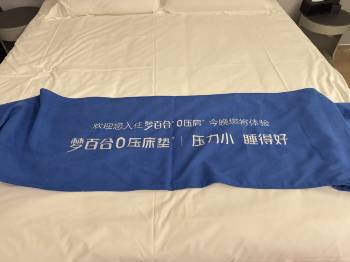 欢迎您入住梦百合“0压房” 今晚您将体验
梦百合0压床垫® | 压力小 睡得好